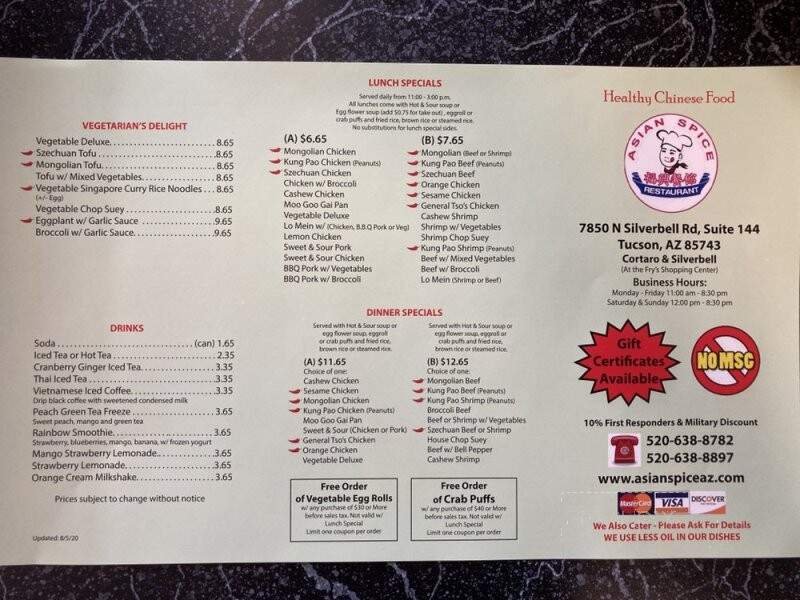 VEGETARIAN'S DELIGHT
Vegetable Deluxe. . . . . . . . . . . . . . . . . . . . . . . 8.65
Szechuan Tofu . . . . . . . . . . . . . . . . . . . . . . . . .8.65
Mongolian Tofu. . . . . . . . . . . . . . . . . . . . . . . . 8.65
Tofu w/ Mixed Vegetables. . . . . . . . . . . . . . . 8.65
Vegetable Singapore Curry Rice Noodles . . . 8.65
(+/- Egg)
Vegetable Chop Suey . . . . . . . . . . . . . . . . . . . .8.65
Eggplant w/ Garlic Sauce . . . . . . . . . . . . . . . .9.65
Broccoli w/ Garlic Sauce. . . . . . . . . . . . . . . . .9.65
DRINKS
Soda . . . . . . . . . . . . . . . . . . . . . . . . . . . . (can) 1.65
Iced Tea or Hot Tea . . . . . . . . . . . . . . . . . . . . . 2.35
Cranberry Ginger Iced Tea. . . . . . . . . . . . . . . .3.35
Thai Iced Tea . . . . . . . . . . . . . . . . . . . . . . . . . . .3.35
Vietnamese Iced Coffee. . . . . . . . . . . . . . . . . . .3.35
Drip black coffee with sweetened condensed milk
Peach Green Tea Freeze . . . . . . . . . . . . . . . . . . 3.65
Sweet peach, mango and green tea
Rainbow Smoothie. . . . . . . . . . . . . . . . . . . . . . 3.65
Strawberry, blueberries, mango, banana, w/ frozen yogurt
Mango Strawberry Lemonade.. . . . . . . . . . . . .3.65
Strawberry Lemonade. . . . . . . . . . . . . . . . . . . .3.65
Orange Cream Milkshake. . . . . . . . . . . . . . . . . 3.65
Prices subject to change without notice
Updated: 8/5/20
LUNCH SPECIALS
Served daily from 11:00 - 3:00 p.m.
All lunches come with Hot & Sour soup or
Egg flower soup (add $0.75 for take out) , eggroll or
crab puffs and fried rice, brown rice or steamed rice.
No substitutions for lunch special sides.
(A) $6.65
Mongolian Chicken
Kung Pao Chicken (Peanuts)
Szechuan Chicken
Chicken w/ Broccoli
Cashew Chicken
Moo Goo Gai Pan
Vegetable Deluxe
Lo Mein w/ (Chicken, B.B.Q Pork or Veg)
Lemon Chicken
Sweet & Sour Pork
Sweet & Sour Chicken
BBQ Pork w/ Vegetables
BBQ Pork w/ Broccoli
(B) $7.65
Mongolian (Beef or Shrimp)
Kung Pao Beef (Peanuts)
Szechuan Beef
Orange Chicken
Sesame Chicken
General Tso's Chicken
Cashew Shrimp
Shrimp w/ Vegetables
Shrimp Chop Suey
Kung Pao Shrimp (Peanuts)
Beef w/ Mixed Vegetables
Beef w/ Broccoli
Lo Mein (Shrimp or Beef)
DINNER SPECIALS
Served with Hot & Sour soup or
egg flower soup, eggroll
or crab puffs and fried rice,
brown rice or steamed rice.
(A) $11.65
Choice of one:
Cashew Chicken
Sesame Chicken
Mongolian Chicken
Kung Pao Chicken (Peanuts)
Moo Goo Gai Pan
Sweet & Sour (Chicken or Pork)
General Tso's Chicken
Orange Chicken
Vegetable Deluxe
Served with Hot & Sour soup or
egg flower soup, eggroll
or crab puffs and fried rice,
brown rice or steamed rice.
(B) $12.65
Choice of one:
Mongolian Beef
Kung Pao Beef (Peanuts)
Kung Pao Shrimp (Peanuts)
Broccoli Beef
Beef or Shrimp w/ Vegetables
Szechuan Beef or Shrimp
House Chop Suey
Beef w/ Bell Pepper
Cashew Shrimp
Free Order
of Vegetable Egg Rolls
w/ any purchase of $30 or More
before sales tax. Not valid w/
Lunch Special
Limit one coupon per order
Free Order
of Crab Puffs
w/ any purchase of $40 or More
before sales tax. Not valid w/
Lunch Special
Limit one coupon per order
Healthy Chinese Food
ASIAN SPICE
RESTAURANT
7850 N Silverbell Rd, Suite 144
Tucson, AZ 85743
Cortaro & Silverbell
(At the Fry's Shopping Center)
Business Hours:
Monday - Friday 11:00 am - 8:30 pm
Saturday & Sunday 12:00 pm - 8:30 pm
Gift
Certificates
Available
NO MSG
10% First Responders & Military Discount
520-638-8782
520-638-8897
www.asianspiceaz.com
MasterCard VISA DISCOVER
We Also Cater - Please Ask For Details
WE USE LESS OIL IN OUR DISHES